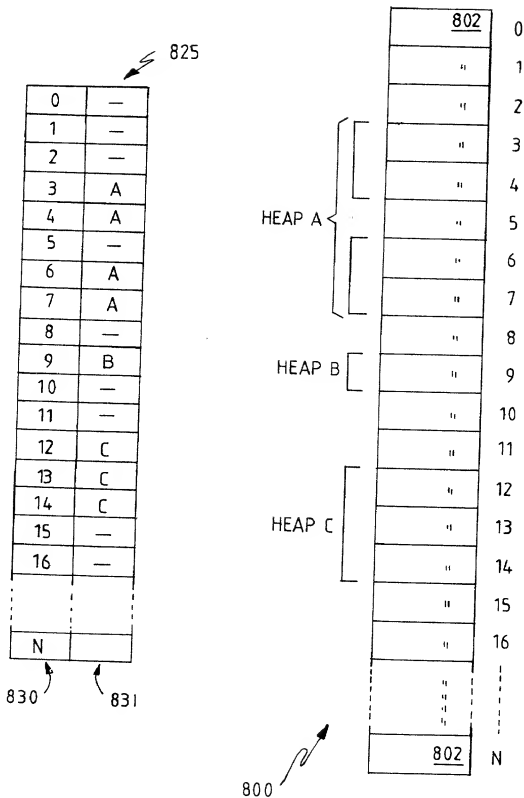 825
0 —
1 —
2 —
3 A
4 A
5 —
6 A
7 A
8 —
9 B
10 —
11 —
12 C
13 C
14 C
15 —
16 —
N
830
831
802 0
" 1
" 2
" 3
" 4
" 5
" 6
" 7
" 8
" 9
" 10
" 11
" 12
" 13
" 14
" 15
" 16
"
"
"
"
802 N
HEAP A
HEAP B
HEAP C
800